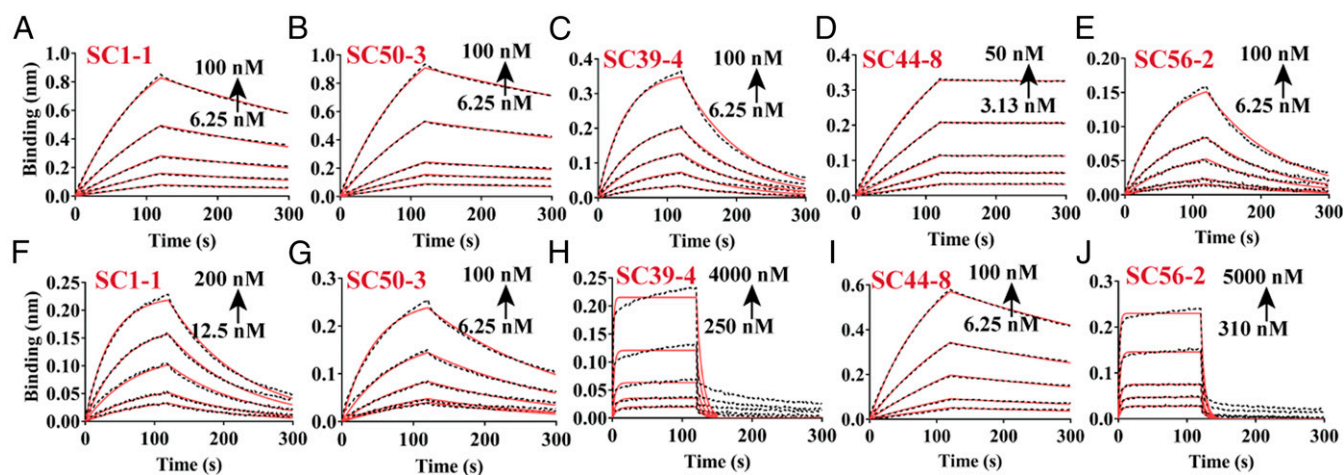 A
SC1-1
100 nM
6.25 nM
1.0
0.8
0.6
0.4
0.2
0.0
0 100 200 300
Time (s)
Binding (nm)
B
SC50-3
100 nM
6.25 nM
1.0
0.8
0.6
0.4
0.2
0.0
0 100 200 300
Time (s)
C
SC39-4
100 nM
6.25 nM
0.4
0.3
0.2
0.1
0.0
0 100 200 300
Time (s)
D
SC44-8
50 nM
3.13 nM
0.4
0.3
0.2
0.1
0.0
0 100 200 300
Time (s)
E
SC56-2
100 nM
6.25 nM
0.20
0.15
0.10
0.05
0.00
0 100 200 300
Time (s)
F
SC1-1
200 nM
12.5 nM
0.25
0.20
0.15
0.10
0.05
0.00
0 100 200 300
Time (s)
Binding (nm)
G
SC50-3
100 nM
6.25 nM
0.3
0.2
0.1
0.0
0 100 200 300
Time (s)
H
SC39-4
4000 nM
250 nM
0.25
0.20
0.15
0.10
0.05
0.00
0 100 200 300
Time (s)
I
SC44-8
100 nM
6.25 nM
0.6
0.4
0.2
0.0
0 100 200 300
Time (s)
J
SC56-2
5000 nM
310 nM
0.4
0.3
0.2
0.1
0.0
0 100 200 300
Time (s)